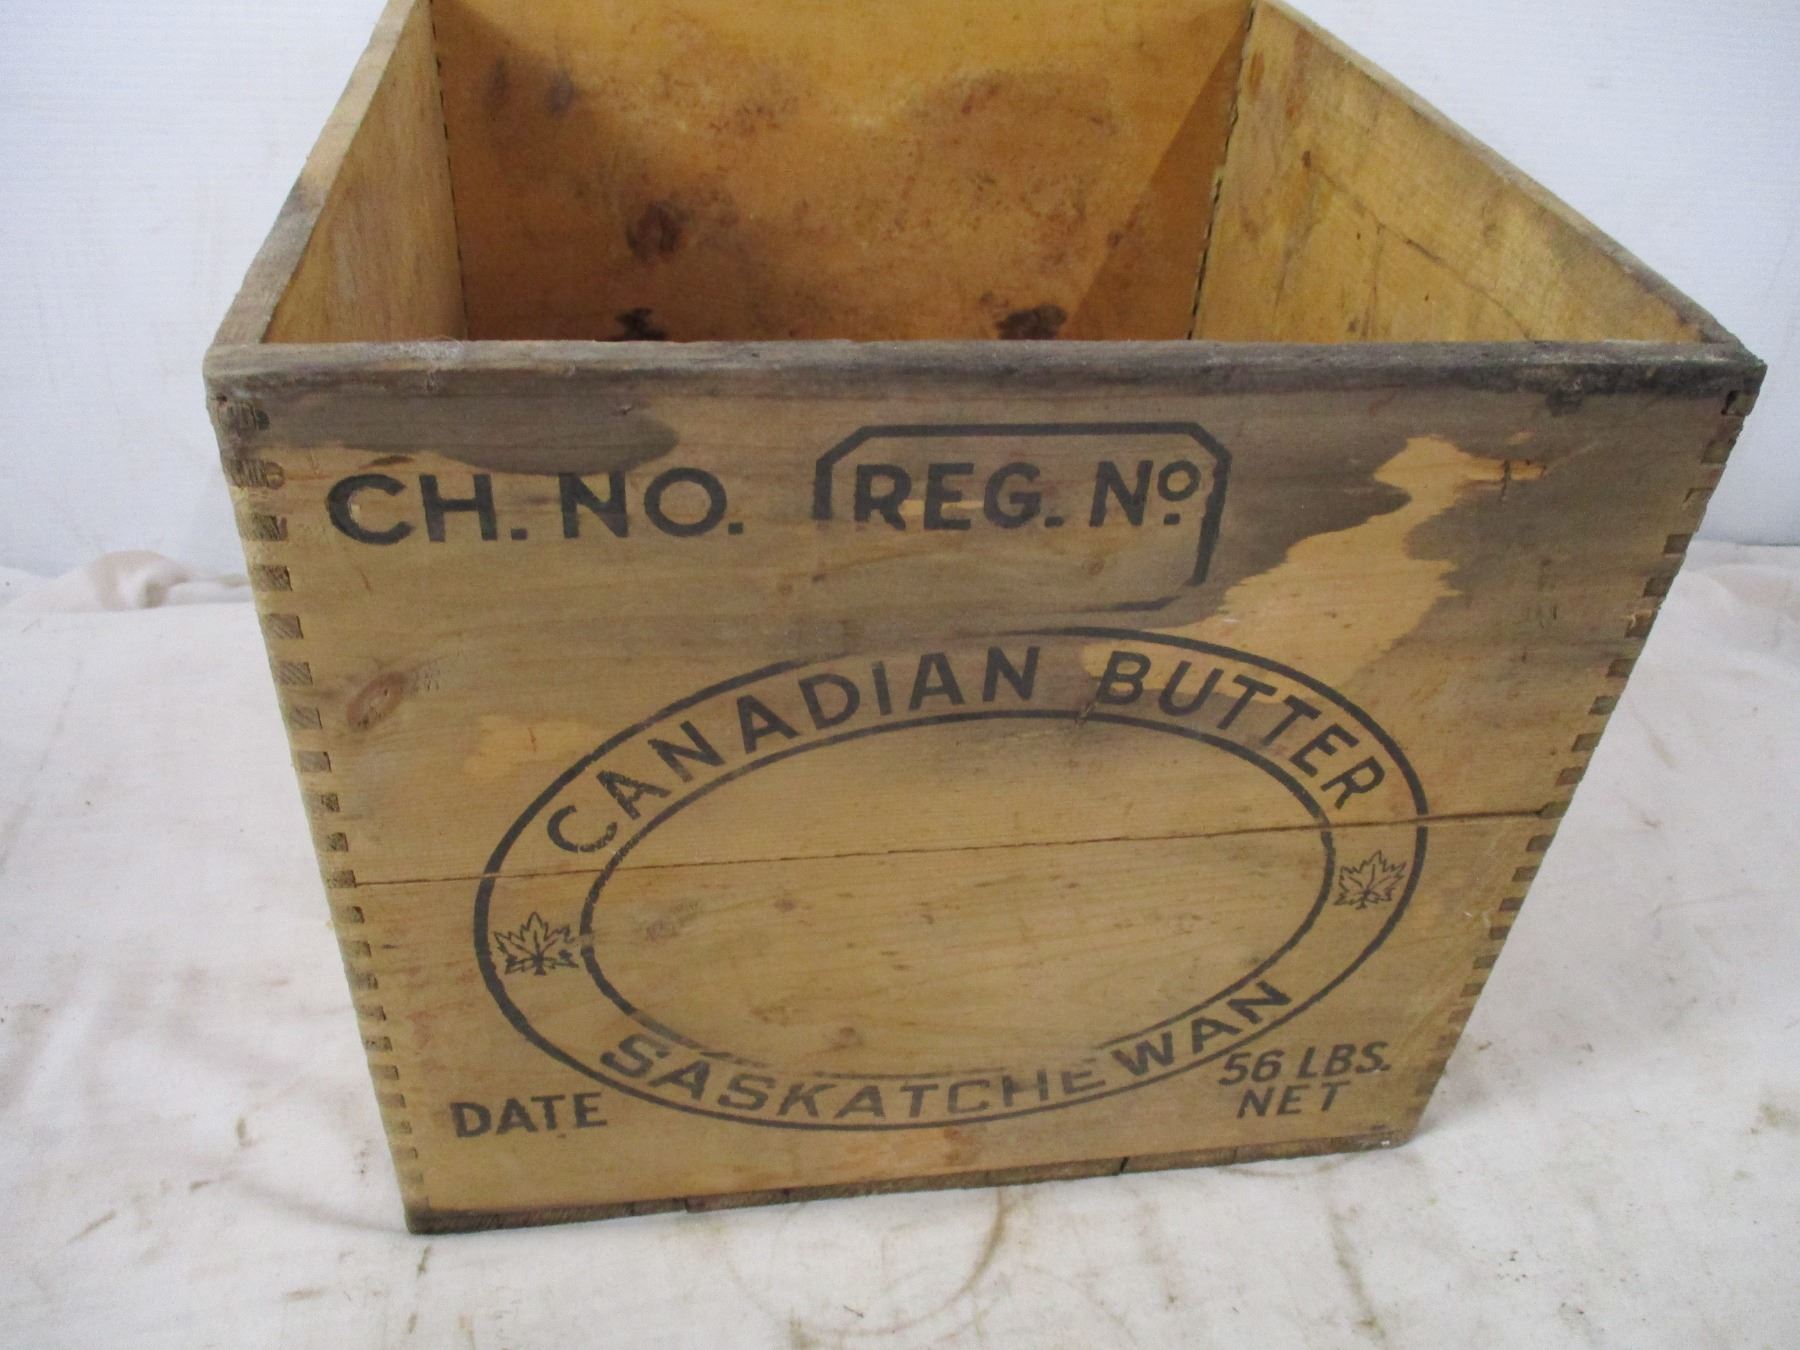 CH. NO. REG. Nº.
CANADIAN BUTTER
SASKATCHEWAN
DATE
56 LBS.
NET